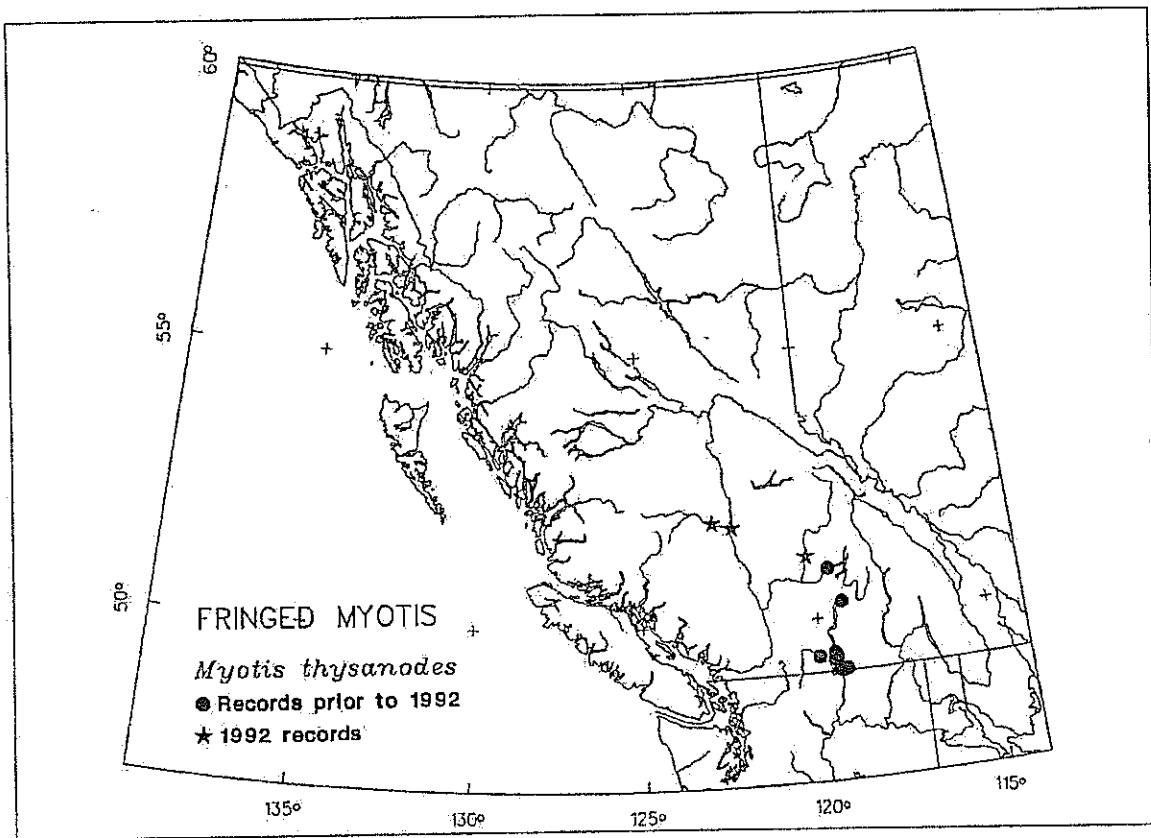 60°
55°
50°
FRINGED MYOTIS
Myotis thysanodes
● Records prior to 1992
★ 1992 records
135°
130°
125°
120°
115°